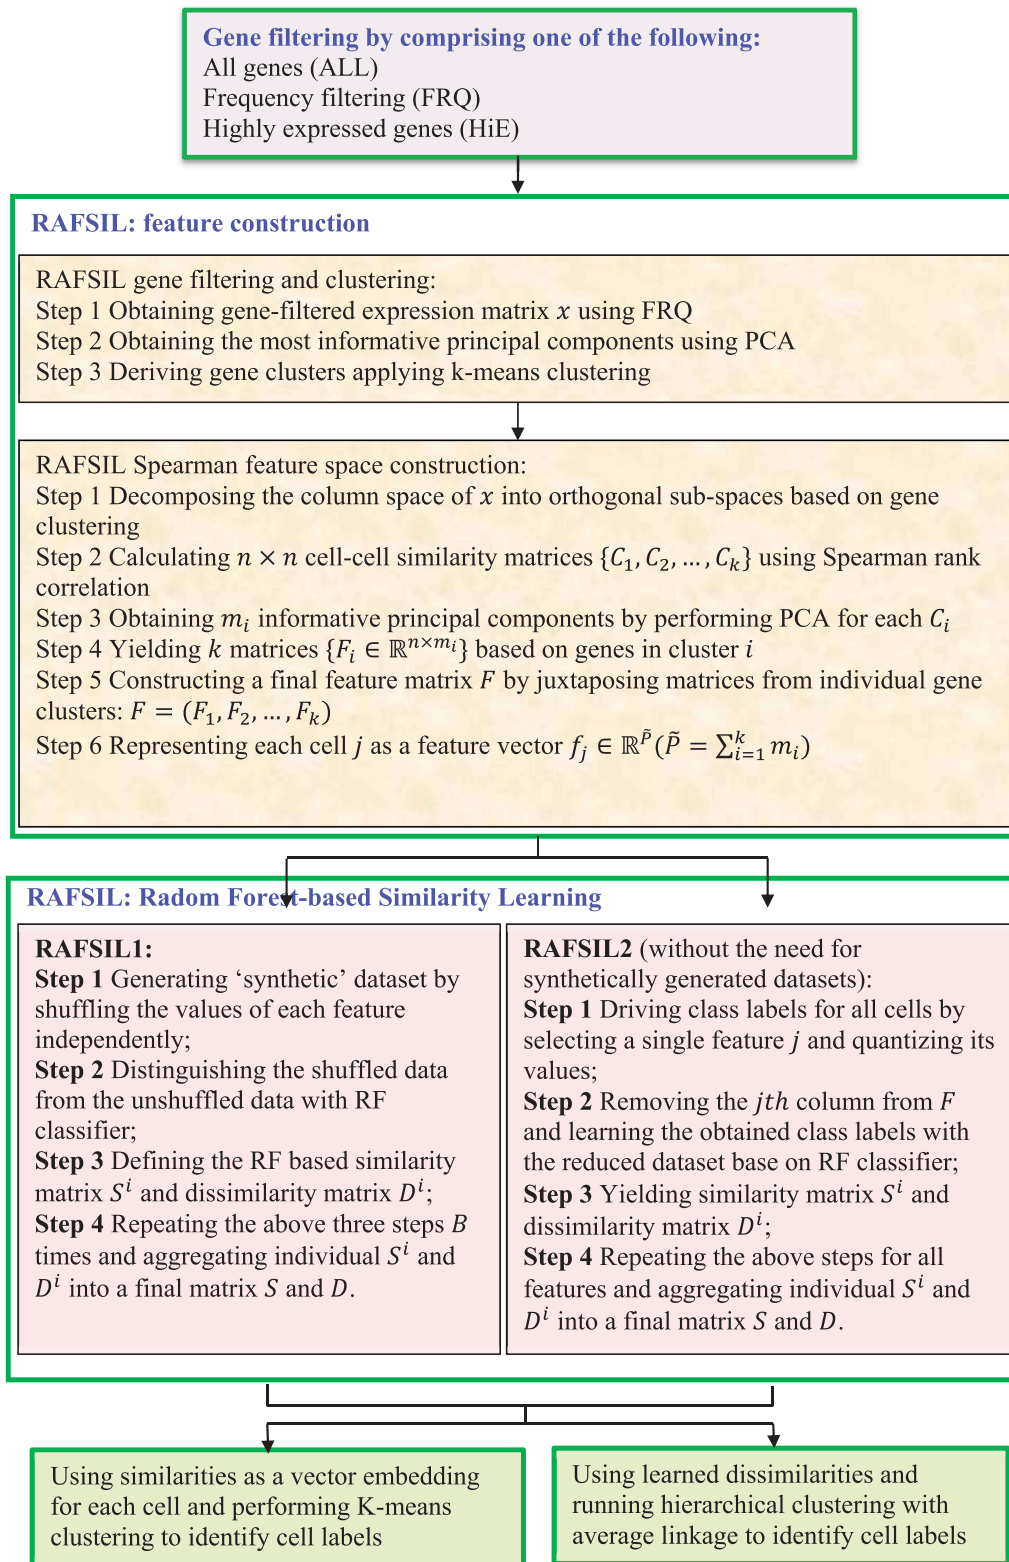 Gene filtering by comprising one of the following:
All genes (ALL)
Frequency filtering (FRQ)
Highly expressed genes (HiE)
RAFSIL: feature construction
RAFSIL gene filtering and clustering:
Step 1 Obtaining gene-filtered expression matrix x using FRQ
Step 2 Obtaining the most informative principal components using PCA
Step 3 Deriving gene clusters applying k-means clustering
RAFSIL Spearman feature space construction:
Step 1 Decomposing the column space of x into orthogonal sub-spaces based on gene
clustering
Step 2 Calculating n × n cell-cell similarity matrices {C₁, C₂, … , Cₖ} using Spearman rank
correlation
Step 3 Obtaining mᵢ informative principal components by performing PCA for each Cᵢ
Step 4 Yielding k matrices {Fᵢ ∈ ℝⁿˣᵐⁱ} based on genes in cluster i
Step 5 Constructing a final feature matrix F by juxtaposing matrices from individual gene
clusters: F = (F₁, F₂, … , Fₖ)
Step 6 Representing each cell j as a feature vector fⱼ ∈ ℝ^P̃ (P̃ = ∑ᵢ₌₁ᵏ mᵢ)
RAFSIL: Radom Forest-based Similarity Learning
RAFSIL1:
Step 1 Generating ‘synthetic’ dataset by
shuffling the values of each feature
independently;
Step 2 Distinguishing the shuffled data
from the unshuffled data with RF
classifier;
Step 3 Defining the RF based similarity
matrix Sⁱ and dissimilarity matrix Dⁱ;
Step 4 Repeating the above three steps B
times and aggregating individual Sⁱ and
Dⁱ into a final matrix S and D.
RAFSIL2 (without the need for
synthetically generated datasets):
Step 1 Driving class labels for all cells by
selecting a single feature j and quantizing its
values;
Step 2 Removing the jth column from F
and learning the obtained class labels with
the reduced dataset base on RF classifier;
Step 3 Yielding similarity matrix Sⁱ and
dissimilarity matrix Dⁱ;
Step 4 Repeating the above steps for all
features and aggregating individual Sⁱ and
Dⁱ into a final matrix S and D.
Using similarities as a vector embedding
for each cell and performing K-means
clustering to identify cell labels
Using learned dissimilarities and
running hierarchical clustering with
average linkage to identify cell labels